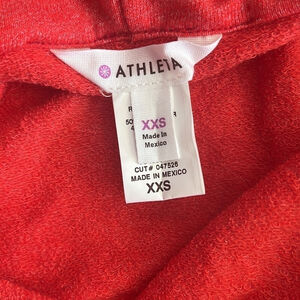 ATHLETA
XXS
Made in
Mexico
CUT# 047526
MADE IN MEXICO
XXS